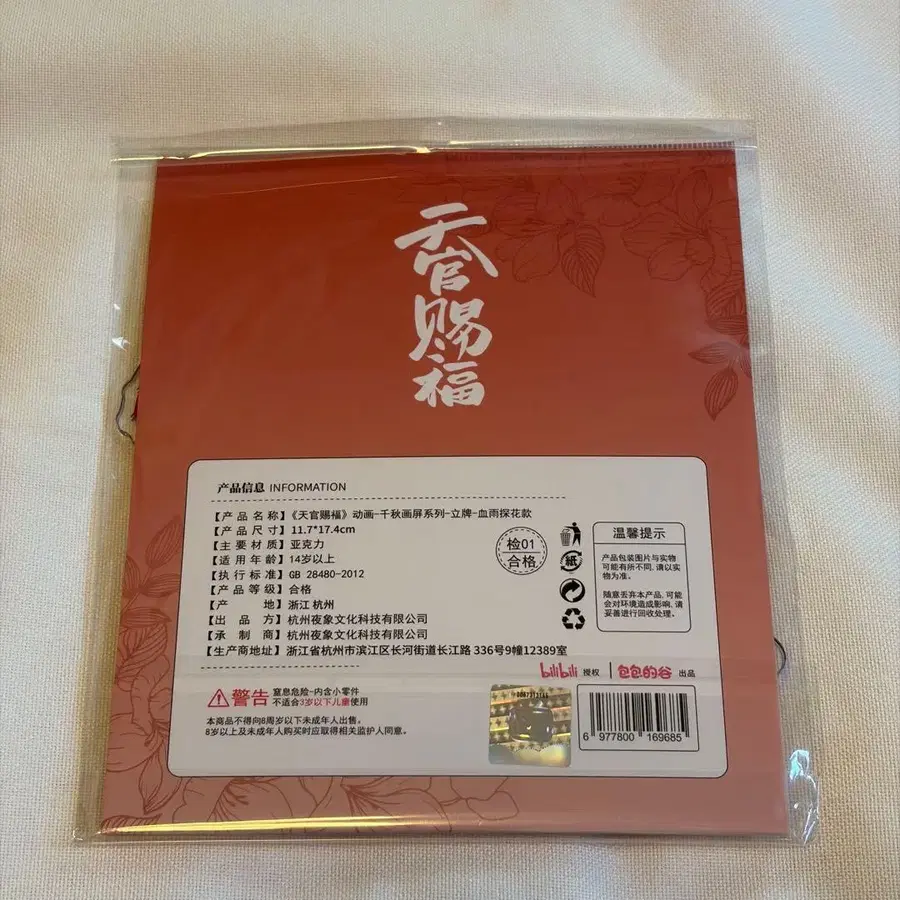 天官赐福
产品信息 INFORMATION
【产品名称】《天官赐福》动画-千秋画屏系列-立牌-血雨探花款
【产品尺寸】11.7*17.4cm
【主要材质】亚克力
【适用年龄】14岁以上
【执行标准】GB 28480-2012
【产品等级】合格
【产 地】浙江 杭州
【出 品 方】杭州夜象文化科技有限公司
【承 制 商】杭州夜象文化科技有限公司
【生产商地址】浙江省杭州市滨江区长河街道长江路 336号9幢12389室
检01
合格
紙
温馨提示
产品包装图片与实物
可能有所不同, 请以实
物为准。
随意丢弃本产品, 可能
会对环境造成影响, 请
妥善进行回收处理。
bilibili 授权 | 包包的谷 出品
警告 窒息危险-内含小零件
不适合3岁以下儿童使用
本商品不得向8周岁以下未成年人出售。
8岁以上及未成年人购买时应取得相关监护人同意。
6 977800 169685